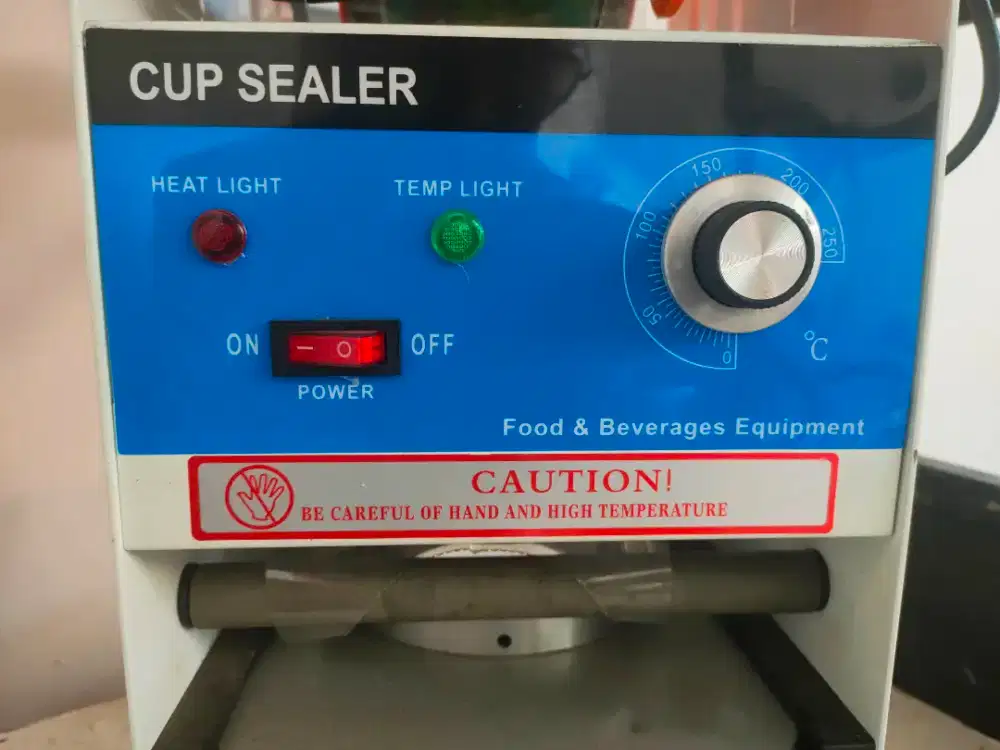 CUP SEALER
HEAT LIGHT
TEMP LIGHT
0
50
100
150
200
250
°C
ON
— O
OFF
POWER
Food & Beverages Equipment
CAUTION!
BE CAREFUL OF HAND AND HIGH TEMPERATURE